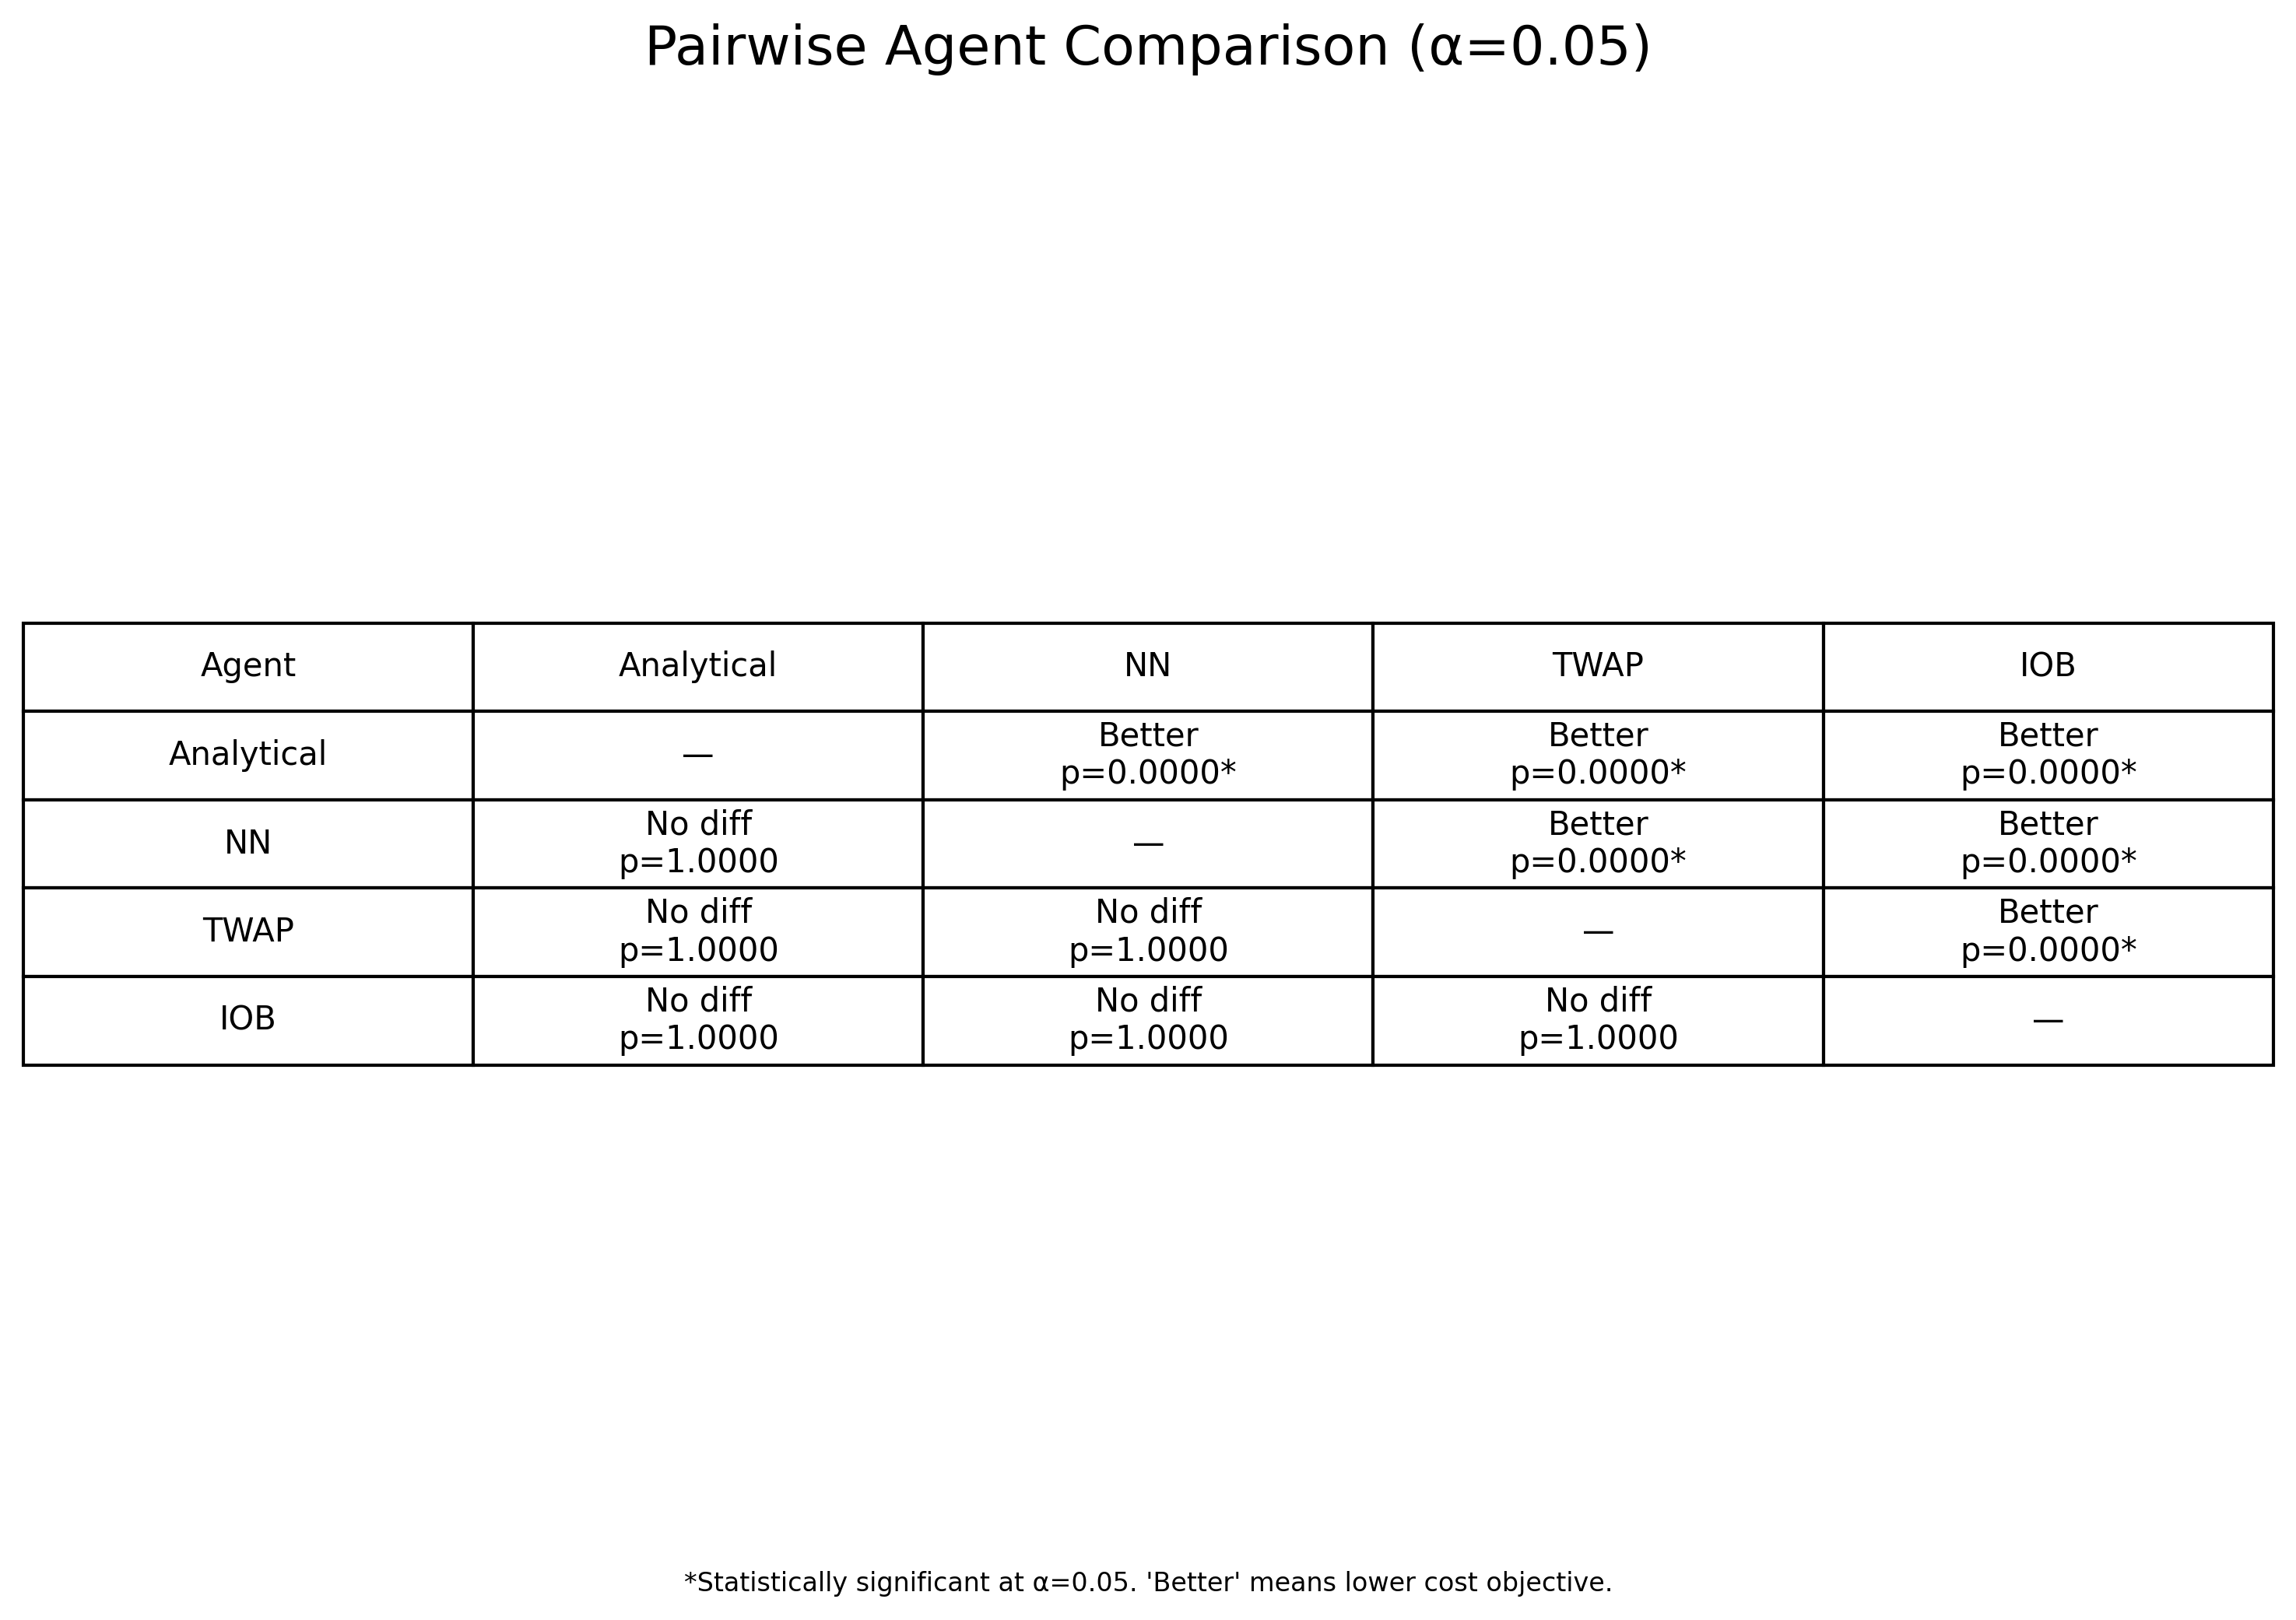 Pairwise Agent Comparison (α=0.05)
Agent Analytical NN TWAP IOB
Analytical — Better p=0.0000* Better p=0.0000* Better p=0.0000*
NN No diff p=1.0000 — Better p=0.0000* Better p=0.0000*
TWAP No diff p=1.0000 No diff p=1.0000 — Better p=0.0000*
IOB No diff p=1.0000 No diff p=1.0000 No diff p=1.0000 —
*Statistically significant at α=0.05. 'Better' means lower cost objective.